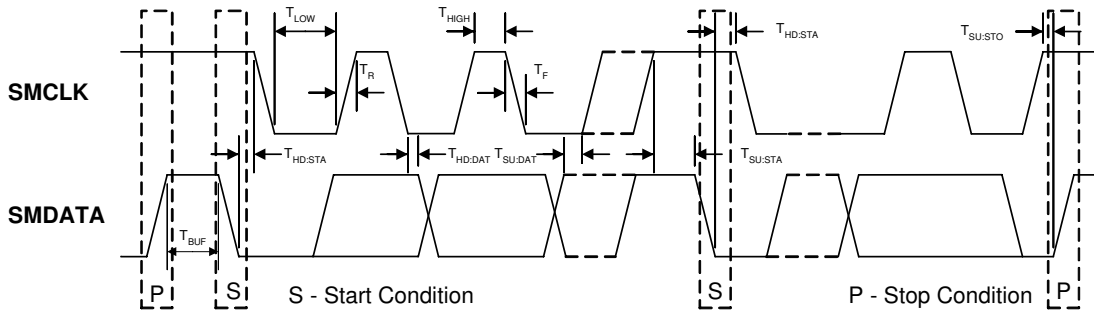 T_LOW T_HIGH T_HD:STA T_SU:STO
SMCLK T_R T_F
T_HD:STA T_HD:DAT T_SU:DAT T_SU:STA
SMDATA
T_BUF
P S S - Start Condition S P - Stop Condition P